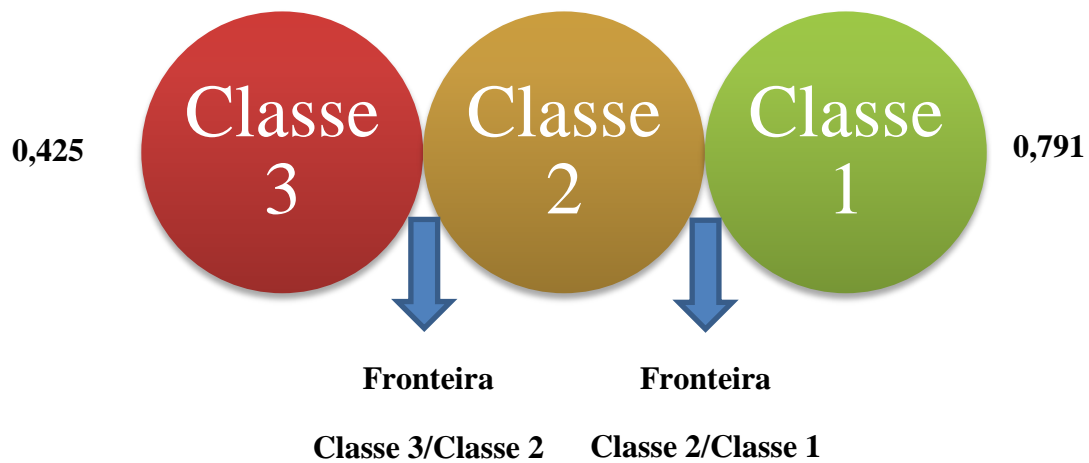 0,425
Classe
3
Classe
2
Classe
1
0,791
Fronteira
Classe 3/Classe 2
Fronteira
Classe 2/Classe 1